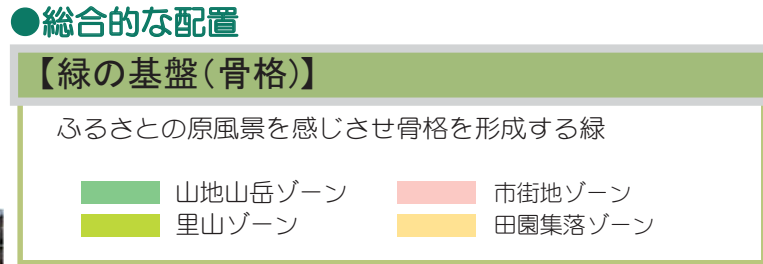 ●総合的な配置
【緑の基盤(骨格)】
ふるさとの原風景を感じさせ骨格を形成する緑
山地山岳ゾーン 市街地ゾーン
里山ゾーン 田園集落ゾーン